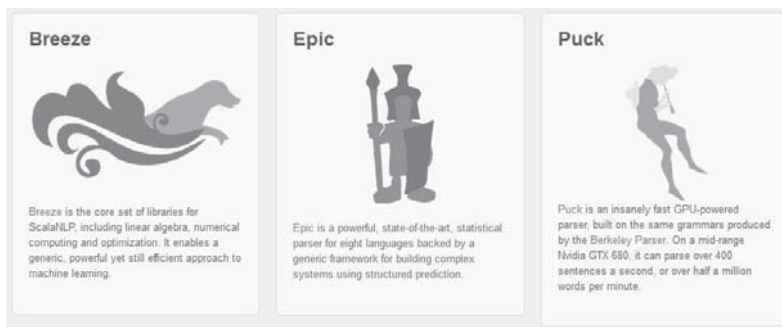 Breeze
Breeze is the core set of libraries for
ScalaNLP, including linear algebra, numerical
computing and optimization. It enables a
generic, powerful yet still efficient approach to
machine learning.
Epic
Epic is a powerful, state-of-the-art, statistical
parser for eight languages backed by a
generic framework for building complex
systems using structured prediction.
Puck
Puck is an insanely fast GPU-powered
parser, built on the same grammars produced
by the Berkeley Parser. On a mid-range
Nvidia GTX 680, it can parse over 400
sentences a second, or over half a million
words per minute.